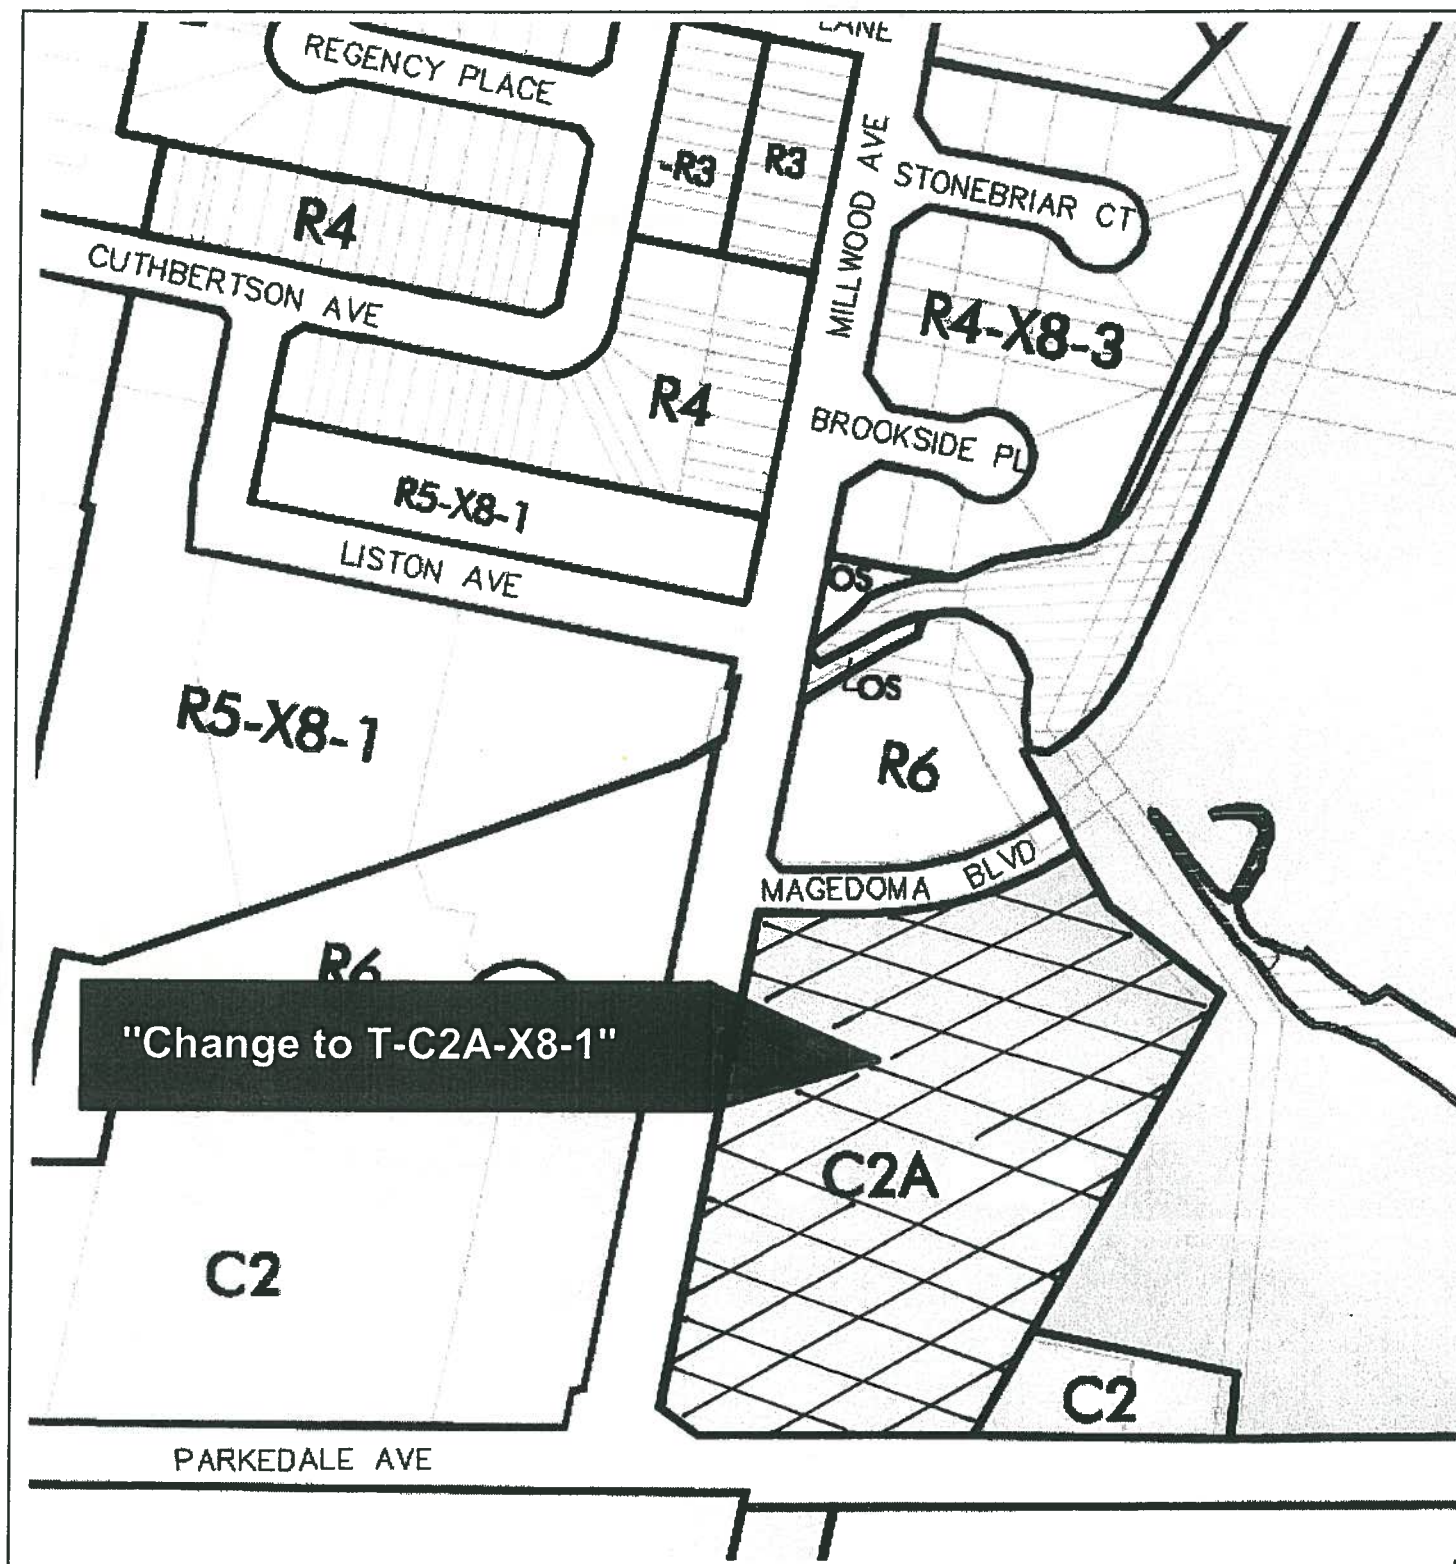 LANE
REGENCY PLACE
-R3
R3
MILLWOOD AVE
STONEBRIAR CT
R4
CUTHBERTSON AVE
R4-X8-3
R4
BROOKSIDE PL
R5-X8-1
LISTON AVE
OS
OS
R5-X8-1
R6
MAGEDOMA BLVD
R6
"Change to T-C2A-X8-1"
C2A
C2
C2
PARKEDALE AVE